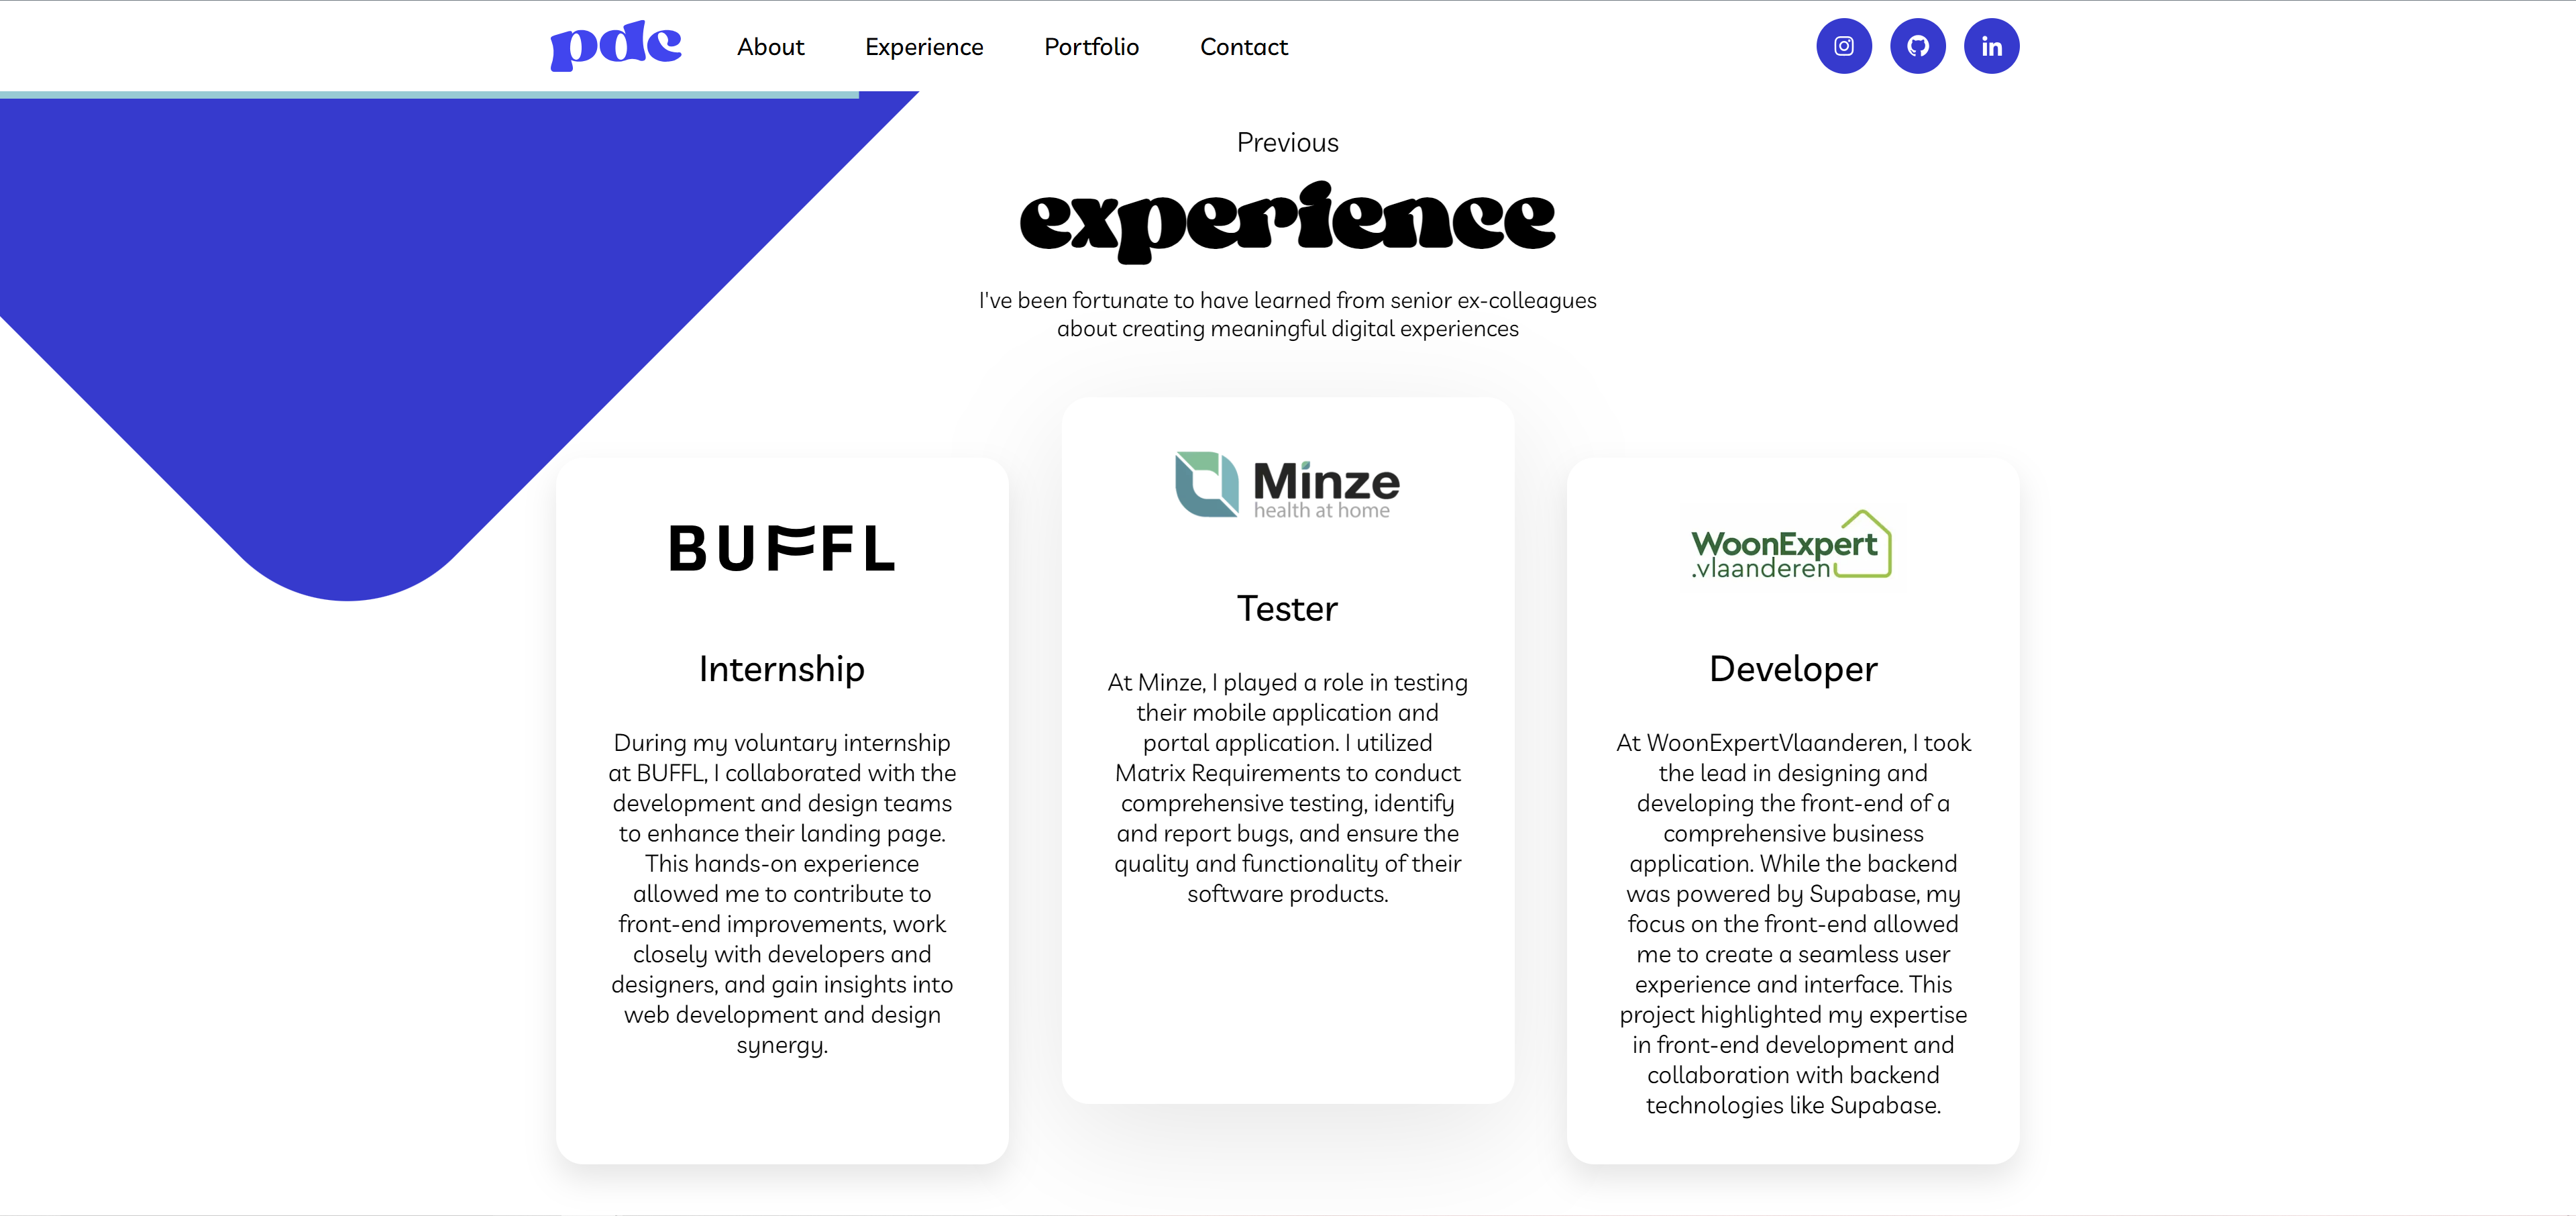 pdc
About
Experience
Portfolio
Contact
in
Previous
experience
I've been fortunate to have learned from senior ex-colleagues
about creating meaningful digital experiences
BUFFL
Internship
During my voluntary internship
at BUFFL, I collaborated with the
development and design teams
to enhance their landing page.
This hands-on experience
allowed me to contribute to
front-end improvements, work
closely with developers and
designers, and gain insights into
web development and design
synergy.
Minze
health at home
Tester
At Minze, I played a role in testing
their mobile application and
portal application. I utilized
Matrix Requirements to conduct
comprehensive testing, identify
and report bugs, and ensure the
quality and functionality of their
software products.
WoonExpert
.vlaanderen
Developer
At WoonExpertVlaanderen, I took
the lead in designing and
developing the front-end of a
comprehensive business
application. While the backend
was powered by Supabase, my
focus on the front-end allowed
me to create a seamless user
experience and interface. This
project highlighted my expertise
in front-end development and
collaboration with backend
technologies like Supabase.